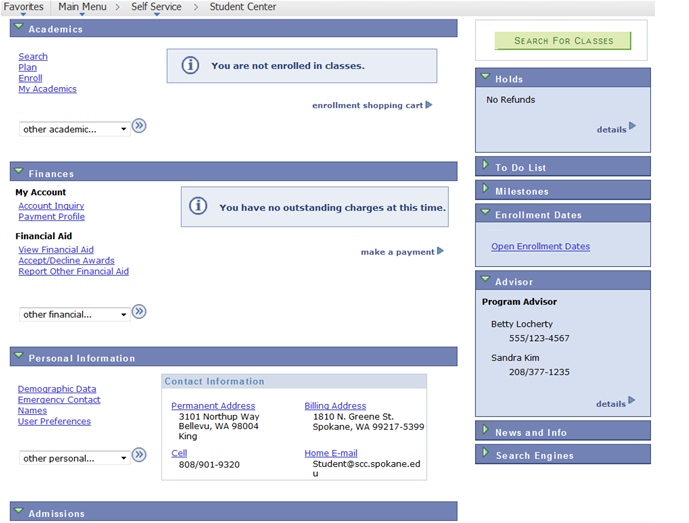 Favorites Main Menu > Self Service > Student Center
Academics
Search
Plan
Enroll
My Academics
You are not enrolled in classes.
enrollment shopping cart
other academic...
Finances
My Account
Account Inquiry
Payment Profile
You have no outstanding charges at this time.
Financial Aid
View Financial Aid
Accept/Decline Awards
Report Other Financial Aid
make a payment
other financial...
Personal Information
Demographic Data
Emergency Contact
Names
User Preferences
other personal...
Contact Information
Permanent Address
3101 Northup Way
Bellevu, WA 98004
King
Billing Address
1810 N. Greene St.
Spokane, WA 99217-5399
Cell
808/901-9320
Home E-mail
Student@scc.spokane.ed
u
Admissions
Search For Classes
Holds
No Refunds
details
To Do List
Milestones
Enrollment Dates
Open Enrollment Dates
Advisor
Program Advisor
Betty Locherty
555/123-4567
Sandra Kim
208/377-1235
details
News and Info
Search Engines